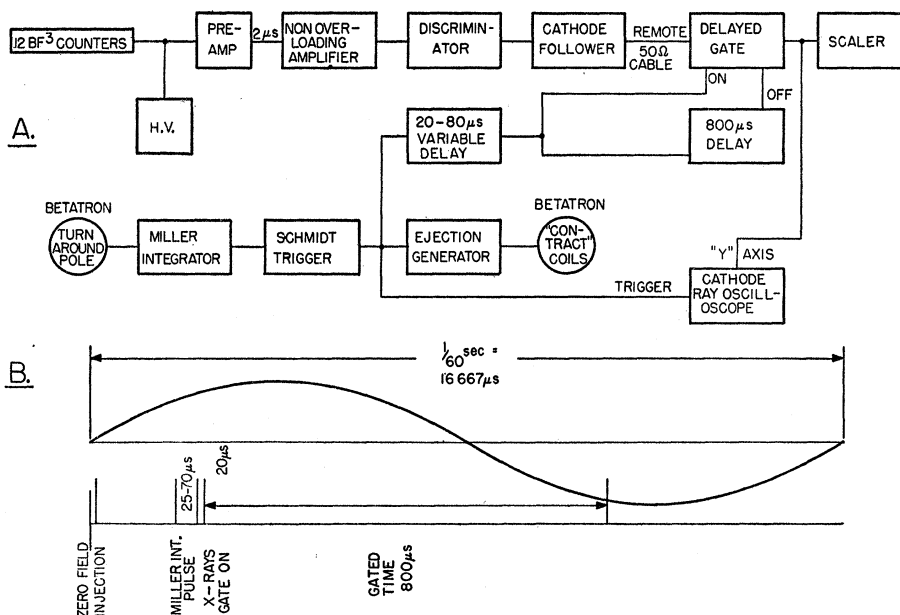 A.
12 BF³ COUNTERS
H.V.
PRE-
AMP
2μs
NON OVER-
LOADING
AMPLIFIER
DISCRIMIN-
ATOR
CATHODE
FOLLOWER
REMOTE
50Ω
CABLE
DELAYED
GATE
SCALER
ON
OFF
20-80μs
VARIABLE
DELAY
800μs
DELAY
BETATRON
TURN
AROUND
POLE
MILLER
INTEGRATOR
SCHMIDT
TRIGGER
EJECTION
GENERATOR
BETATRON
"CON-
TRACT"
COILS
TRIGGER
"Y" AXIS
CATHODE
RAY OSCILL-
OSCOPE
B.
1/60 sec =
16 667μs
25-70μs
20μs
ZERO FIELD
INJECTION
MILLER INT.
PULSE
X-RAYS
GATE ON
GATED
TIME
800μs